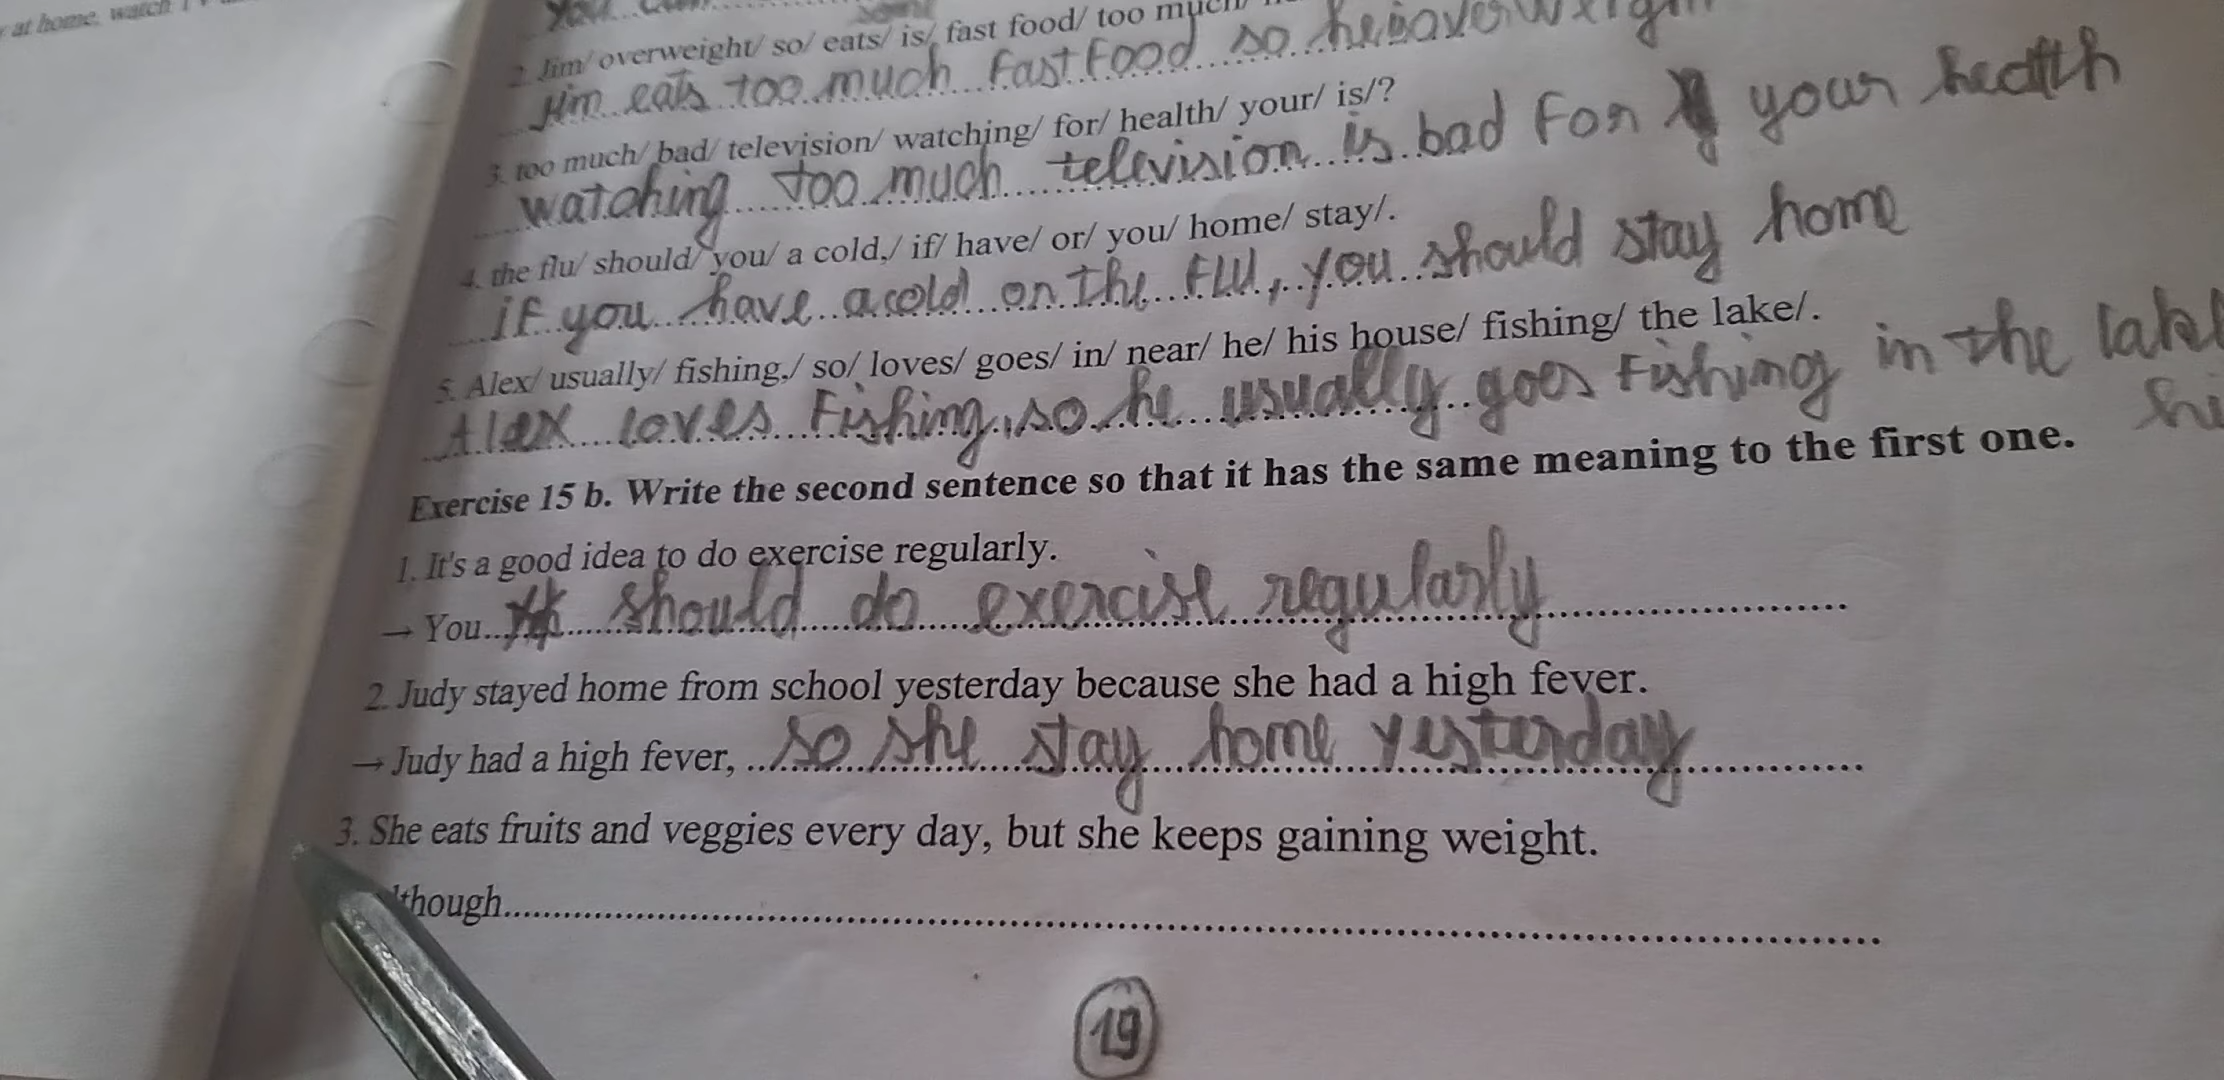 at home, watch TV
you
2. Jim/ overweight/ so/ eats/ is/ fast food/ too much/
Jim eats too much fast food so he is
3. too much/ bad/ television/ watching/ for/ health/ your/ is/?
watching too much television is bad for your health
4. the flu/ should/ you/ a cold,/ if/ have/ or/ you/ home/ stay/.
if you have a cold or the flu, you should stay home
5. Alex/ usually/ fishing,/ so/ loves/ goes/ in/ near/ he/ his house/ fishing/ the lake/.
Alex loves fishing, so he usually goes fishing in the lake
hi
Exercise 15 b. Write the second sentence so that it has the same meaning to the first one.
1. It's a good idea to do exercise regularly.
→ You should do exercise regularly
2. Judy stayed home from school yesterday because she had a high fever.
→ Judy had a high fever, so she stay home yesterday
3. She eats fruits and veggies every day, but she keeps gaining weight.
though
19